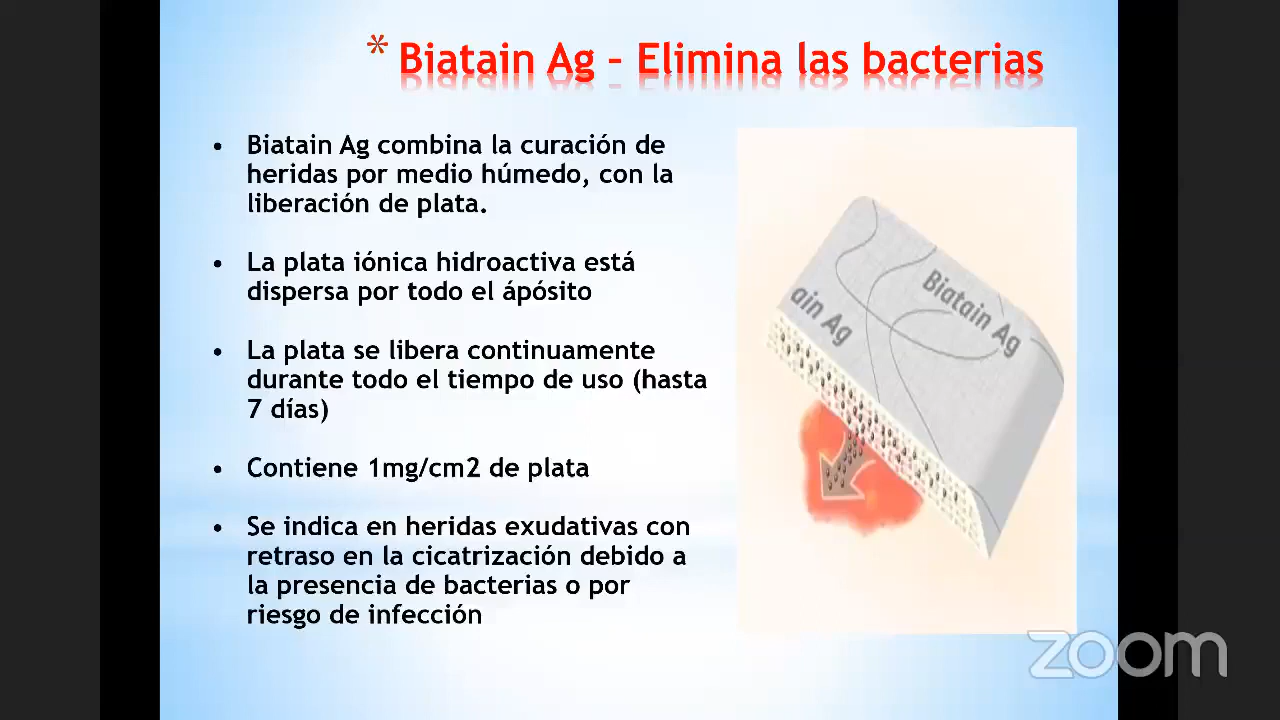 * Biatain Ag – Elimina las bacterias
• Biatain Ag combina la curación de
heridas por medio húmedo, con la
liberación de plata.
• La plata iónica hidroactiva está
dispersa por todo el ápósito
• La plata se libera continuamente
durante todo el tiempo de uso (hasta
7 días)
• Contiene 1mg/cm2 de plata
• Se indica en heridas exudativas con
retraso en la cicatrización debido a
la presencia de bacterias o por
riesgo de infección
Biatain Ag
ain Ag
zoom